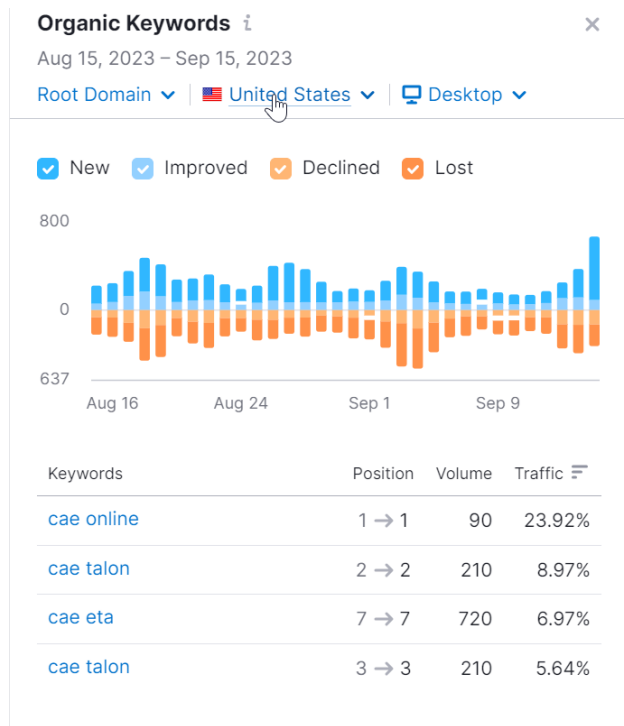 Organic Keywords i
Aug 15, 2023 – Sep 15, 2023
Root Domain United States Desktop
New Improved Declined Lost
800
0
637
Aug 16 Aug 24 Sep 1 Sep 9
Keywords Position Volume Traffic
cae online 1 → 1 90 23.92%
cae talon 2 → 2 210 8.97%
cae eta 7 → 7 720 6.97%
cae talon 3 → 3 210 5.64%